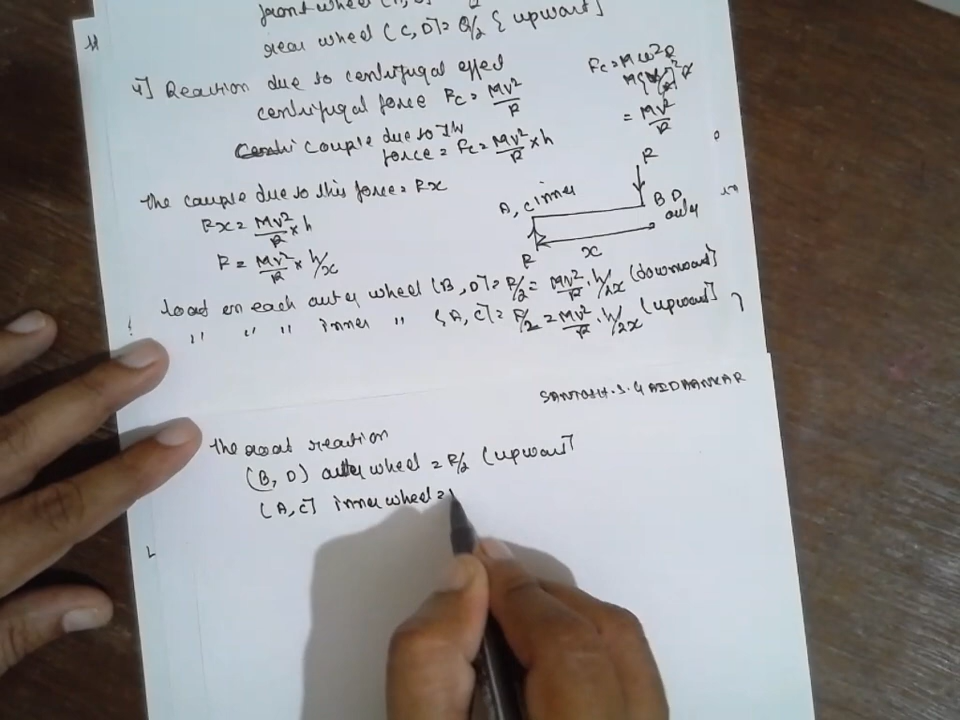 front wheel
rear wheel (C, D] = Q/2 { upward]
4] Reaction due to centrifugal effect
centrifugal force Fc = Mv²/R
Fc = Mω²R
= Mv²/R
couple due to
force = Fc = Mv²/R × h
the couple due to this force = Rx
Rx = Mv²/R × h
R = Mv²/R × h/x
R
A, C inner
B D
outer
x
R
load on each outer wheel (B, D] = R/2 = Mv²/R · h/2x (downward]
,, ,, ,, inner ,, {A, C] = R/2 = Mv²/R · h/2x (upward]
SANTOSH.S.GAIDHANKAR
the road reaction
(B, D) outer wheel = R/2 (upward]
(A, C] inner wheel =